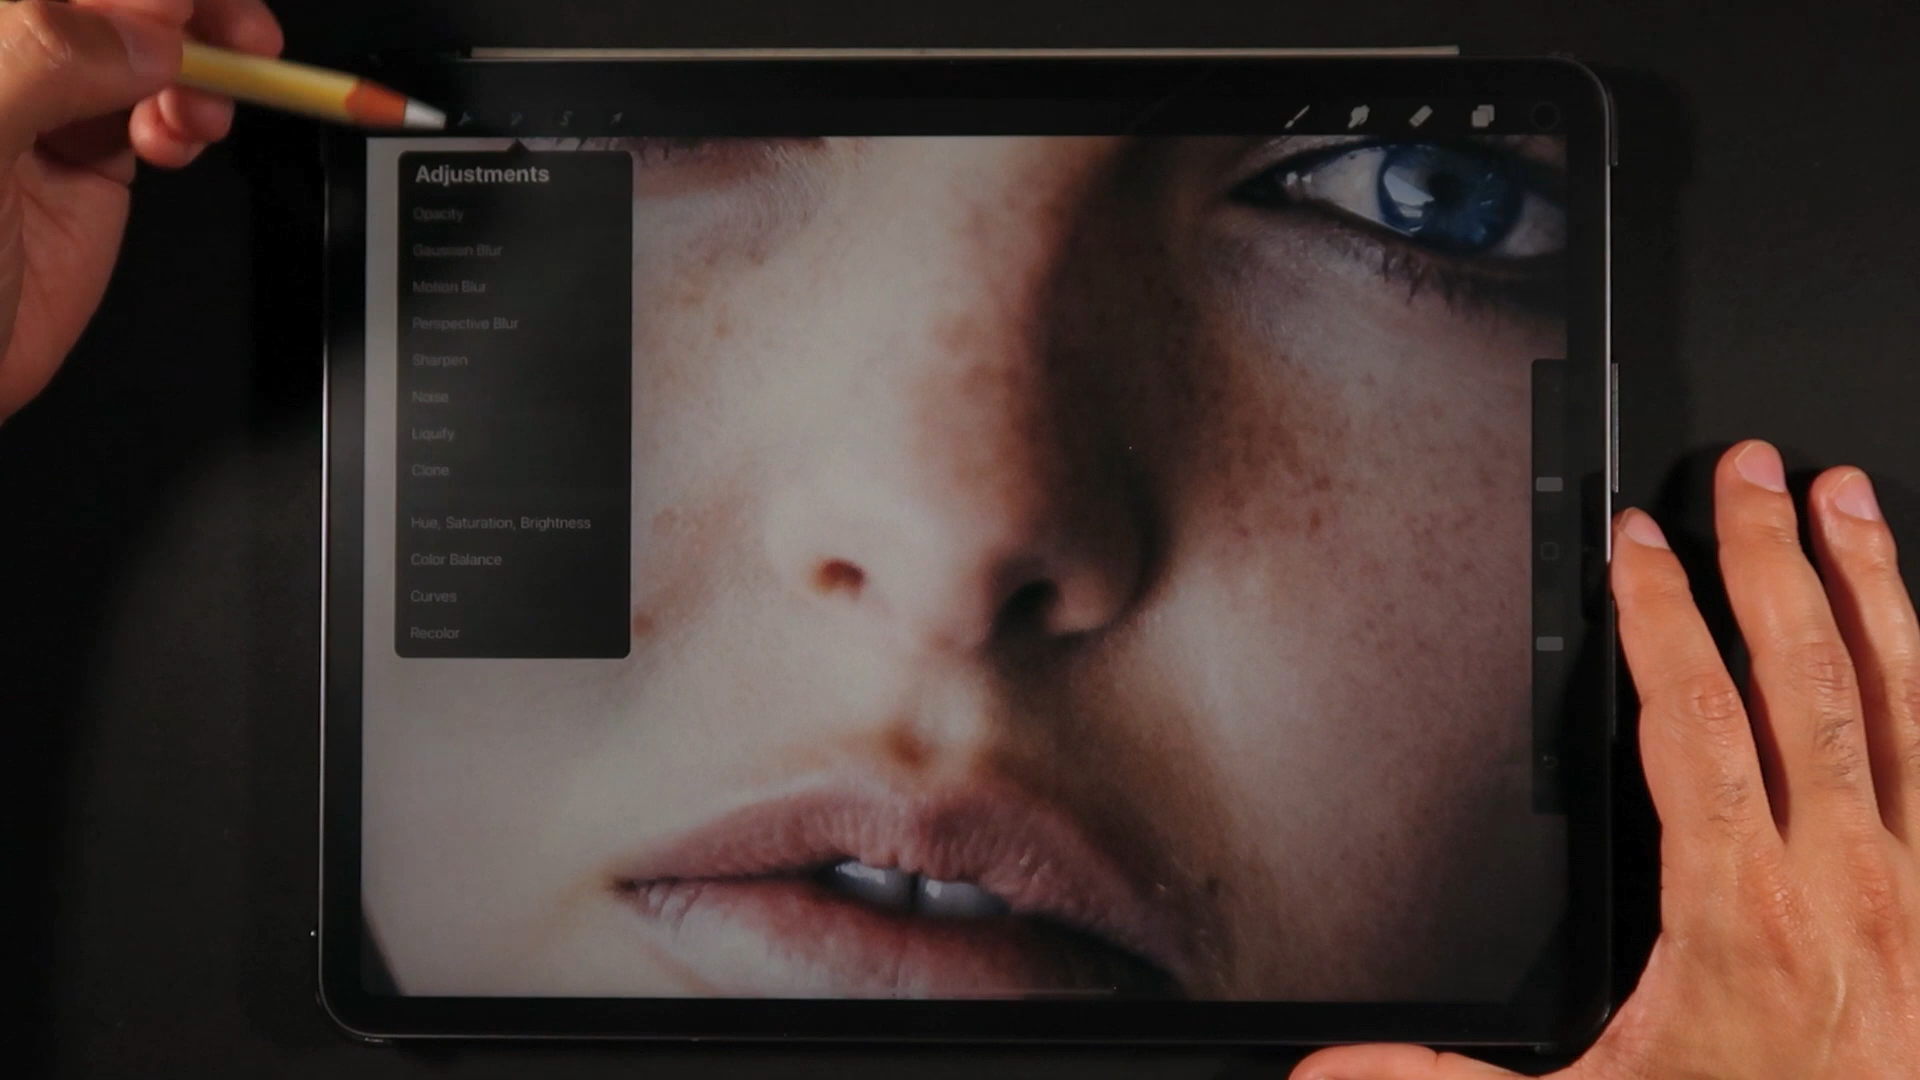 Adjustments
Opacity
Gaussian Blur
Motion Blur
Perspective Blur
Sharpen
Noise
Liquify
Clone
Hue, Saturation, Brightness
Color Balance
Curves
Recolor